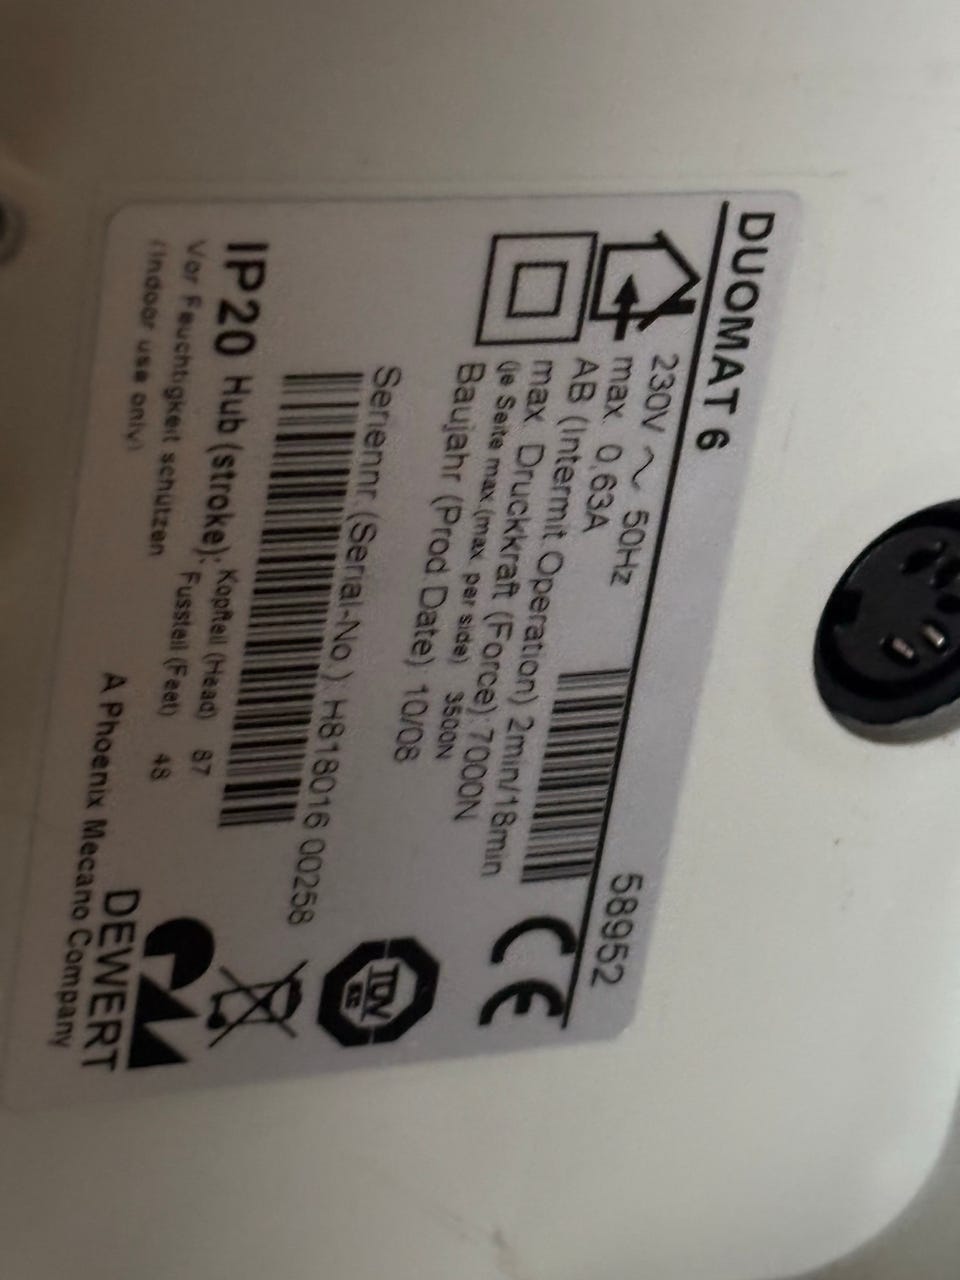 DUOMAT 6 58952
230V ~ 50Hz
max. 0,63A
AB (Intermit Operation) 2min/18min
max. Druckkraft (Force) 7000N
(je Seite max (max per side) 3500N
Baujahr (Prod Date) 10/08
Seriennr. (Serial-No.): H818016 00258
IP20 Hub (stroke): Kopfteil (Head) 87
Fussteil (Feet) 48
Vor Feuchtigkeit schützen
(Indoor use only)
CE
TÜV
DEWERT
A Phoenix Mecano Company